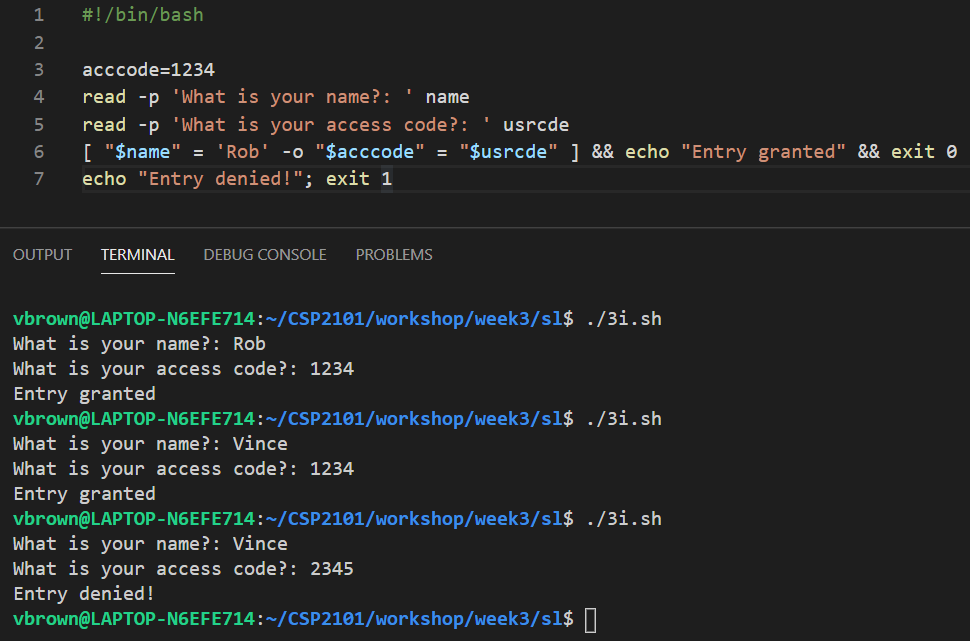 1 #!/bin/bash
2
3 acccode=1234
4 read -p 'What is your name?: ' name
5 read -p 'What is your access code?: ' usrcde
6 [ "$name" = 'Rob' -o "$acccode" = "$usrcde" ] && echo "Entry granted" && exit 0
7 echo "Entry denied!"; exit 1
OUTPUT TERMINAL DEBUG CONSOLE PROBLEMS
vbrown@LAPTOP-N6EFE714:~/CSP2101/workshop/week3/sl$ ./3i.sh
What is your name?: Rob
What is your access code?: 1234
Entry granted
vbrown@LAPTOP-N6EFE714:~/CSP2101/workshop/week3/sl$ ./3i.sh
What is your name?: Vince
What is your access code?: 1234
Entry granted
vbrown@LAPTOP-N6EFE714:~/CSP2101/workshop/week3/sl$ ./3i.sh
What is your name?: Vince
What is your access code?: 2345
Entry denied!
vbrown@LAPTOP-N6EFE714:~/CSP2101/workshop/week3/sl$